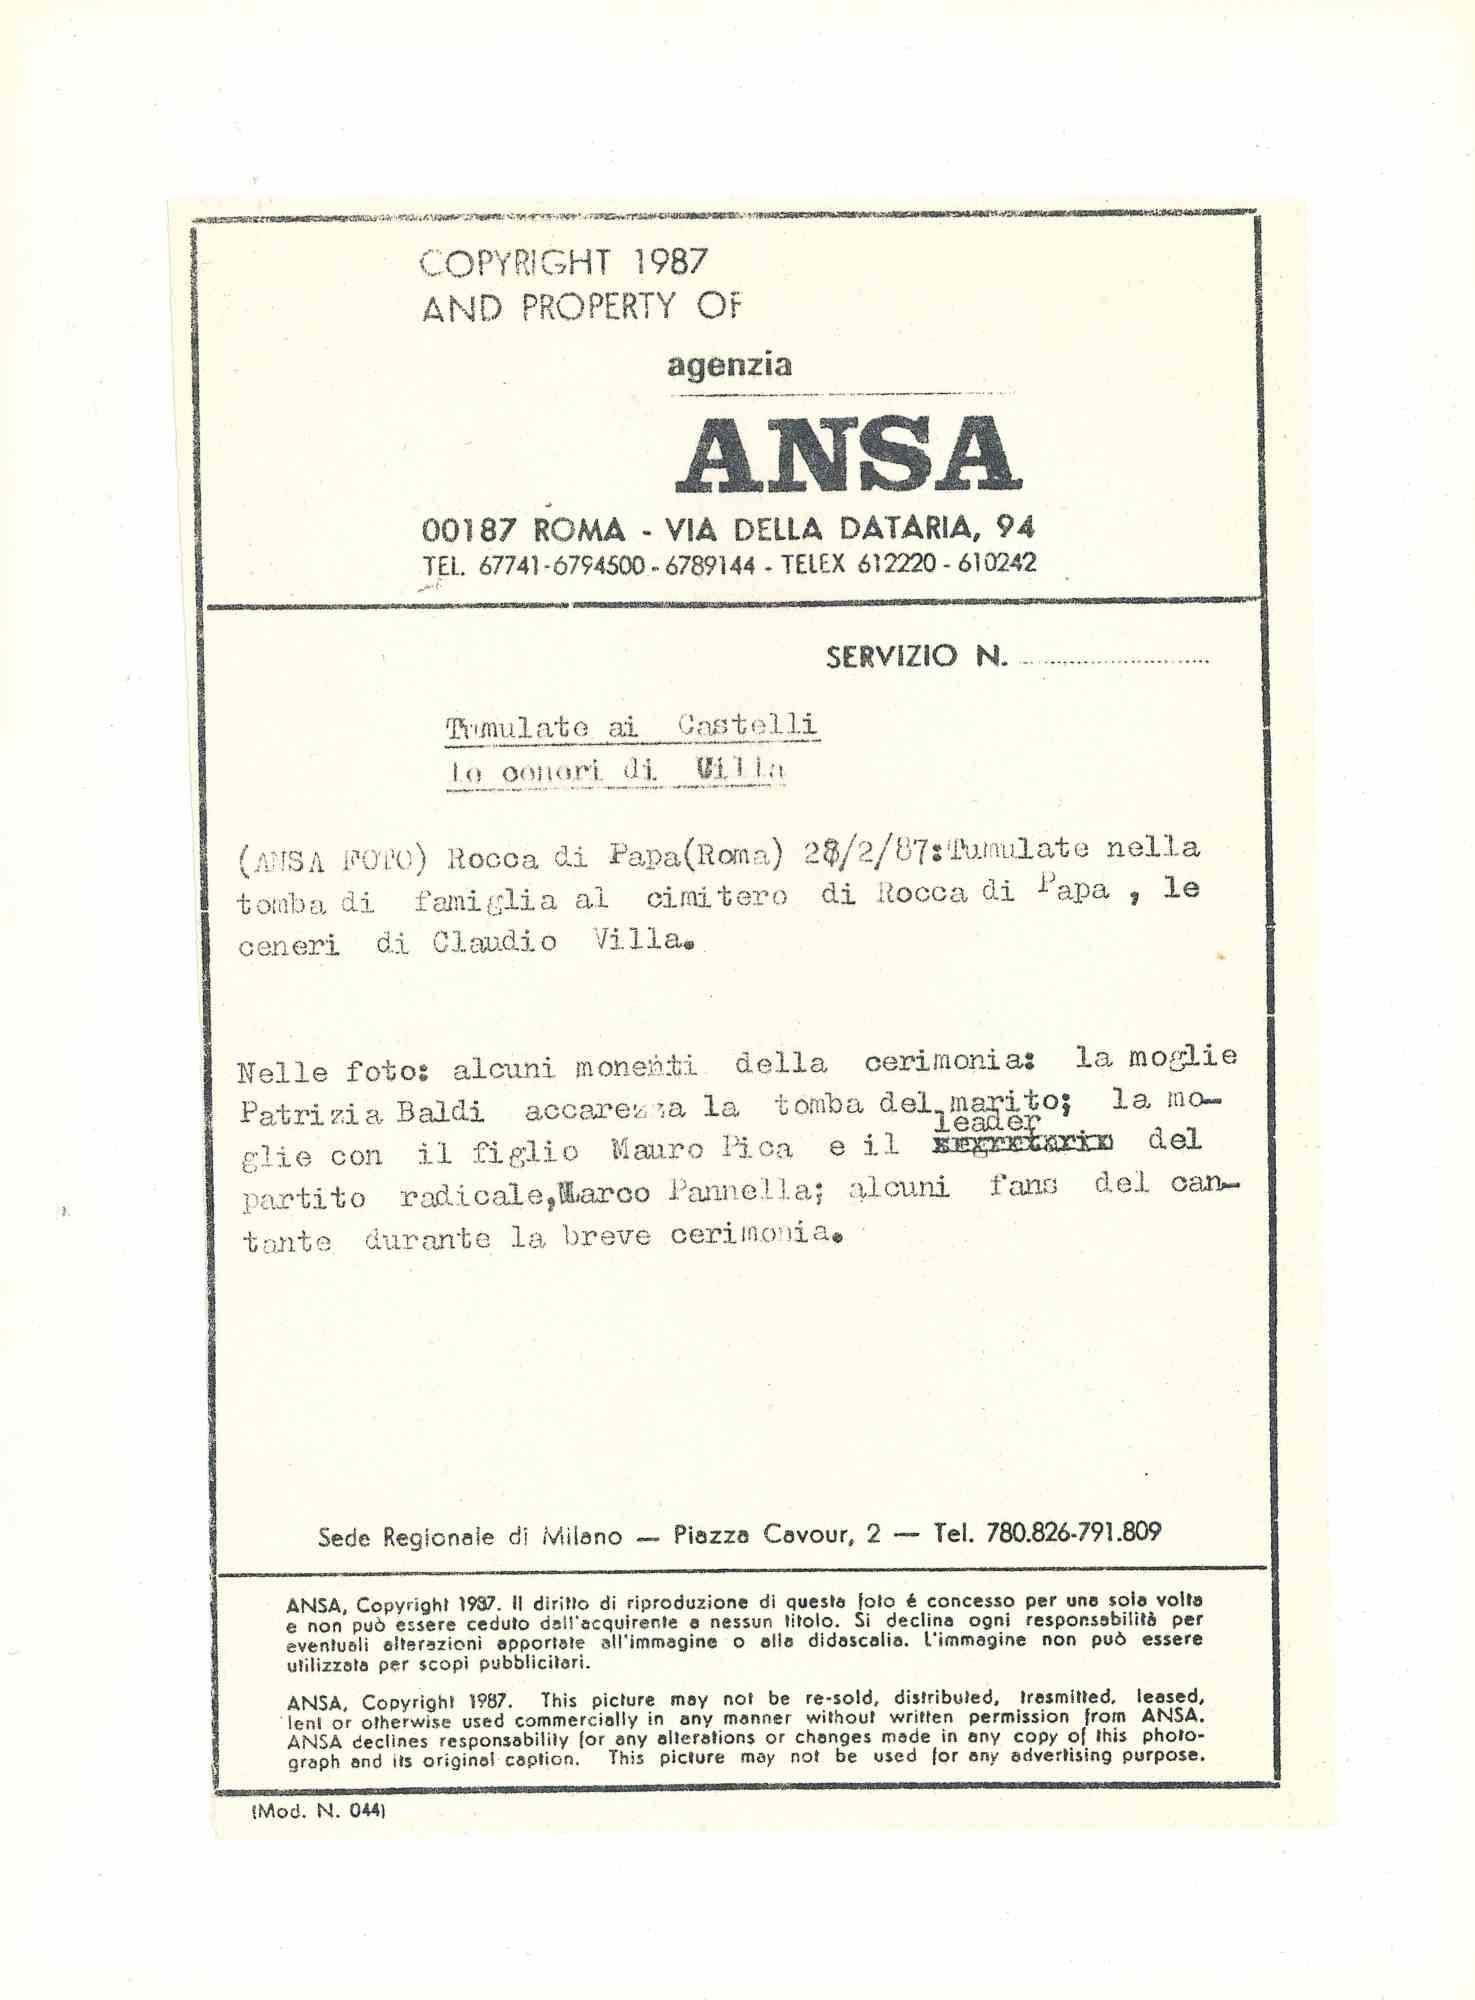 COPYRIGHT 1987
AND PROPERTY OF
agenzia
ANSA
00187 ROMA - VIA DELLA DATARIA, 94
TEL. 67741-6794500 - 6789144 - TELEX 612220 - 610242
SERVIZIO N. ..............................
Tumulate ai Castelli
le ceneri di Villa
(ANSA FOTO) Rocca di Papa(Roma) 28/2/87:Tumulate nella
tomba di famiglia al cimitero di Rocca di Papa , le
ceneri di Claudio Villa.
Nelle foto: alcuni monenti della cerimonia: la moglie
Patrizia Baldi accarezza la tomba del marito; la mo-
leader
glie con il figlio Mauro Pica e il segretario del
partito radicale,Marco Pannella; alcuni fans del can-
tante durante la breve cerimonia.
Sede Regionale di Milano — Piazza Cavour, 2 — Tel. 780.826-791.809
ANSA, Copyright 1987. Il diritto di riproduzione di questa foto é concesso per una sola volta
e non può essere ceduto dall'acquirente a nessun titolo. Si declina ogni responsabilità per
eventuali alterazioni apportate all'immagine o alla didascalia. L'immagine non può essere
utilizzata per scopi pubblicitari.
ANSA, Copyright 1987. This picture may not be re-sold, distributed, trasmitted, leased,
lent or otherwise used commercially in any manner without written permission from ANSA.
ANSA declines responsability for any alterations or changes made in any copy of this photo-
graph and its original caption. This picture may not be used for any advertising purpose.
(Mod. N. 044)